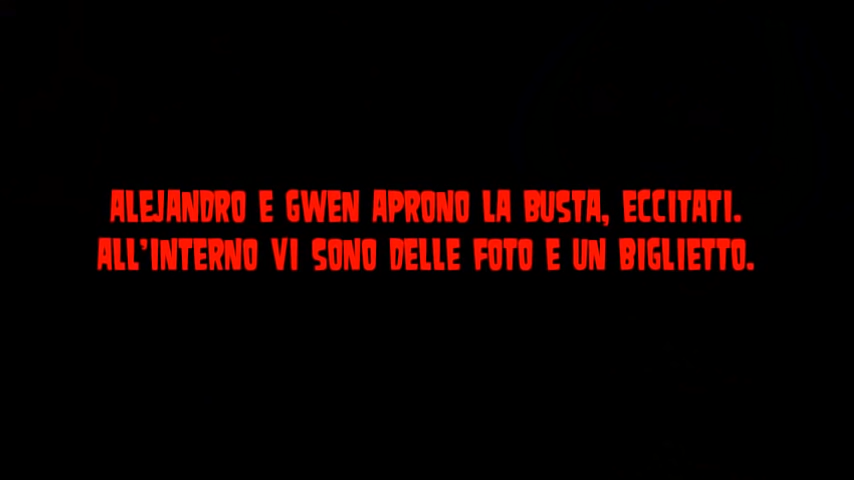 ALEJANDRO E GWEN APRONO LA BUSTA, ECCITATI.
ALL'INTERNO VI SONO DELLE FOTO E UN BIGLIETTO.